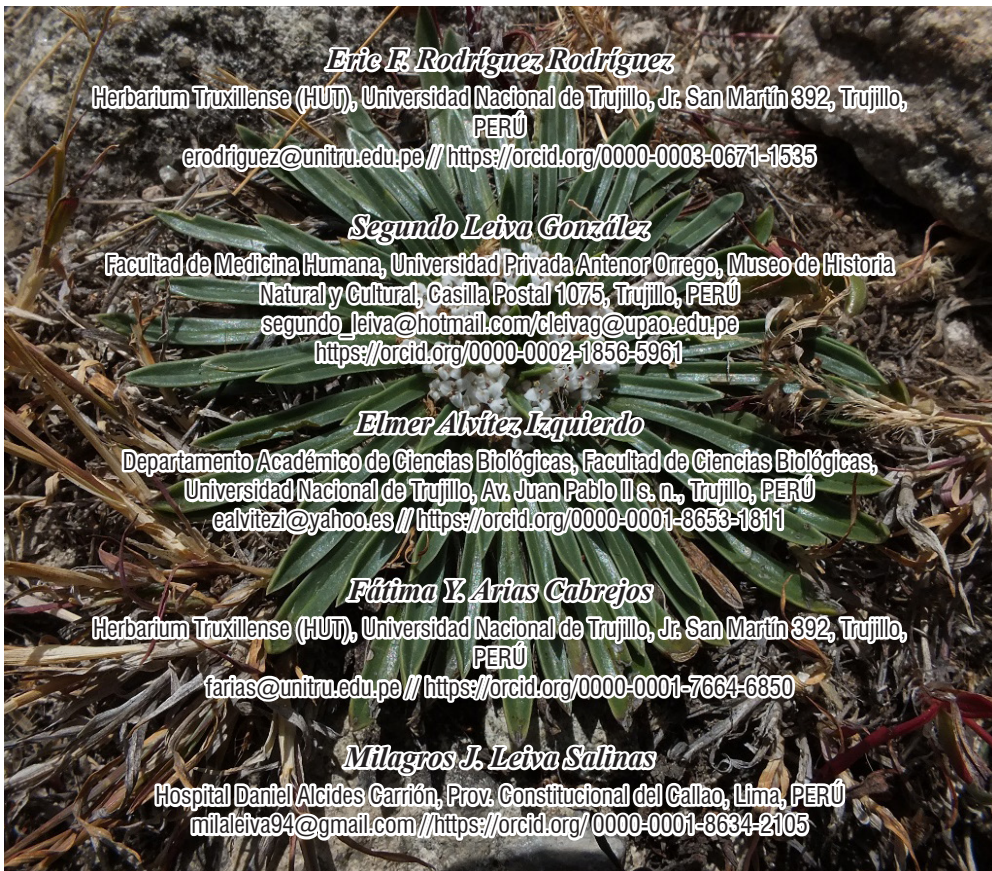 Eric F. Rodríguez Rodríguez
Herbarium Truxillense (HUT), Universidad Nacional de Trujillo, Jr. San Martín 392, Trujillo,
PERÚ
erodriguez@unitru.edu.pe // https://orcid.org/0000-0003-0671-1535
Segundo Leiva González
Facultad de Medicina Humana, Universidad Privada Antenor Orrego, Museo de Historia
Natural y Cultural, Casilla Postal 1075, Trujillo, PERÚ
segundo_leiva@hotmail.com/cleivag@upao.edu.pe
https://orcid.org/0000-0002-1856-5961
Elmer Alvítez Izquierdo
Departamento Académico de Ciencias Biológicas, Facultad de Ciencias Biológicas,
Universidad Nacional de Trujillo, Av. Juan Pablo II s. n., Trujillo, PERÚ
ealvitezi@yahoo.es // https://orcid.org/0000-0001-8653-1811
Fátima Y. Arias Cabrejos
Herbarium Truxillense (HUT), Universidad Nacional de Trujillo, Jr. San Martín 392, Trujillo,
PERÚ
farias@unitru.edu.pe // https://orcid.org/0000-0001-7664-6850
Milagros J. Leiva Salinas
Hospital Daniel Alcides Carrión, Prov. Constitucional del Callao, Lima, PERÚ
milaleiva94@gmail.com //https://orcid.org/ 0000-0001-8634-2105